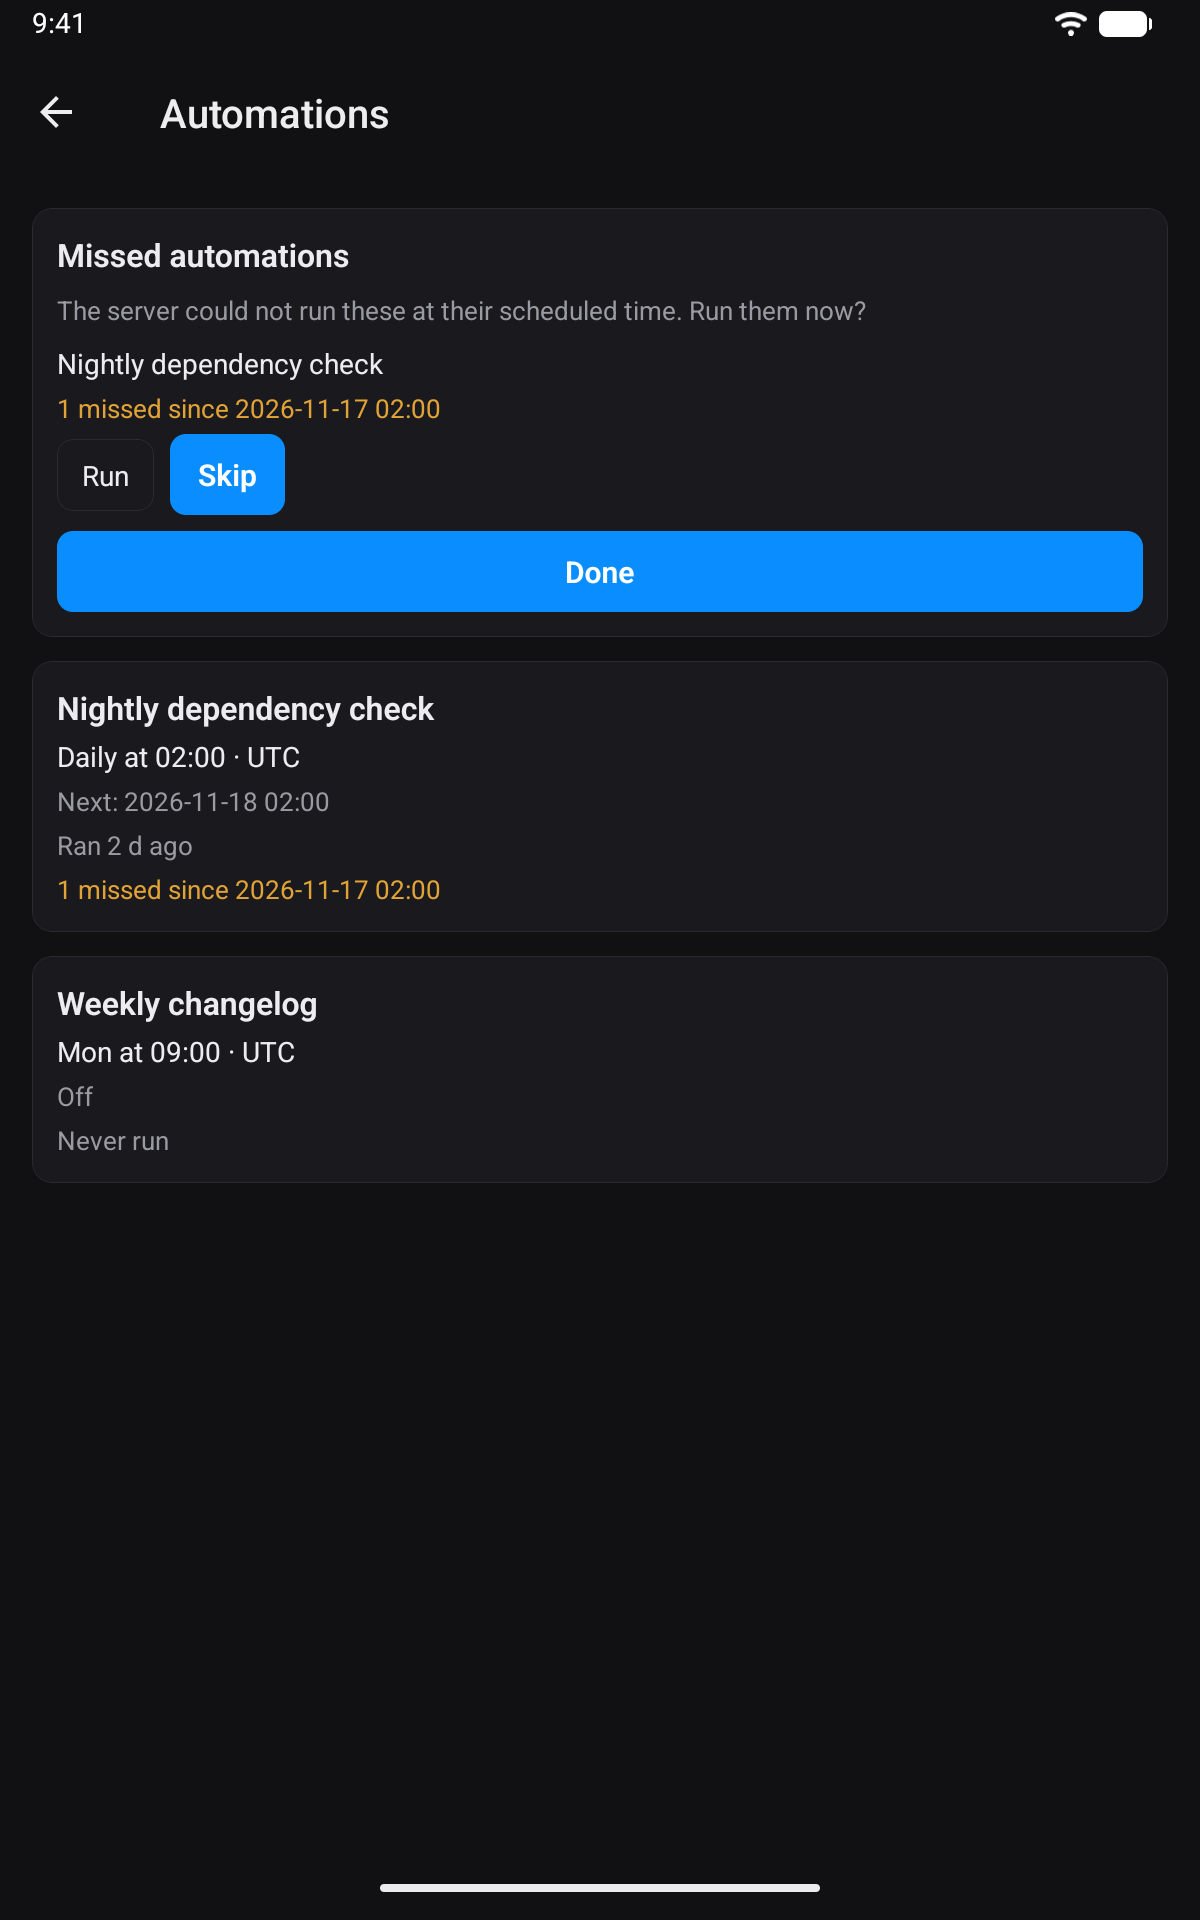 9:41
Automations
Missed automations
The server could not run these at their scheduled time. Run them now?
Nightly dependency check
1 missed since 2026-11-17 02:00
Run
Skip
Done
Nightly dependency check
Daily at 02:00 · UTC
Next: 2026-11-18 02:00
Ran 2 d ago
1 missed since 2026-11-17 02:00
Weekly changelog
Mon at 09:00 · UTC
Off
Never run